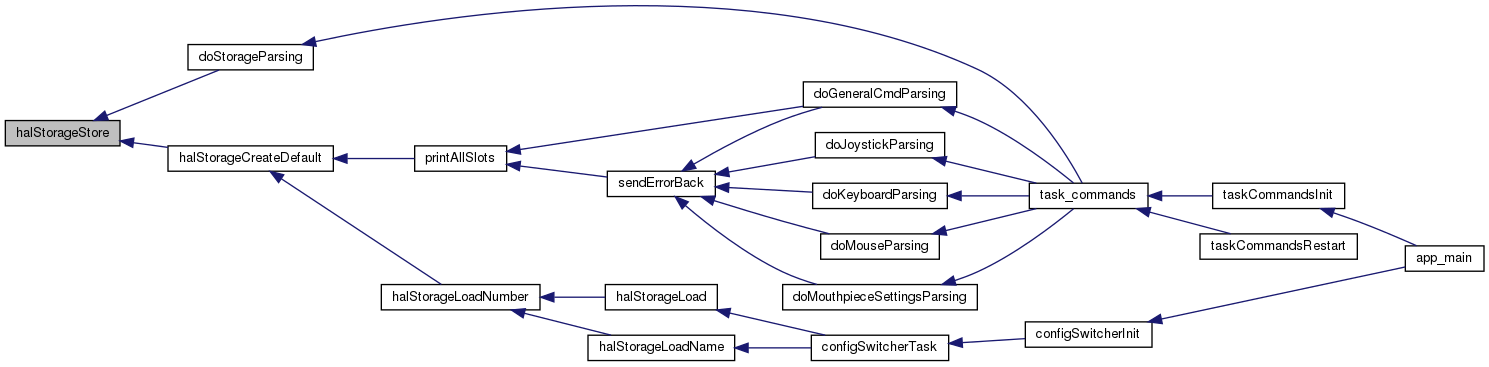 halStorageStore
doStorageParsing
halStorageCreateDefault
printAllSlots
sendErrorBack
doGeneralCmdParsing
doJoystickParsing
doKeyboardParsing
doMouseParsing
doMouthpieceSettingsParsing
task_commands
taskCommandsInit
taskCommandsRestart
app_main
halStorageLoadNumber
halStorageLoad
halStorageLoadName
configSwitcherTask
configSwitcherInit